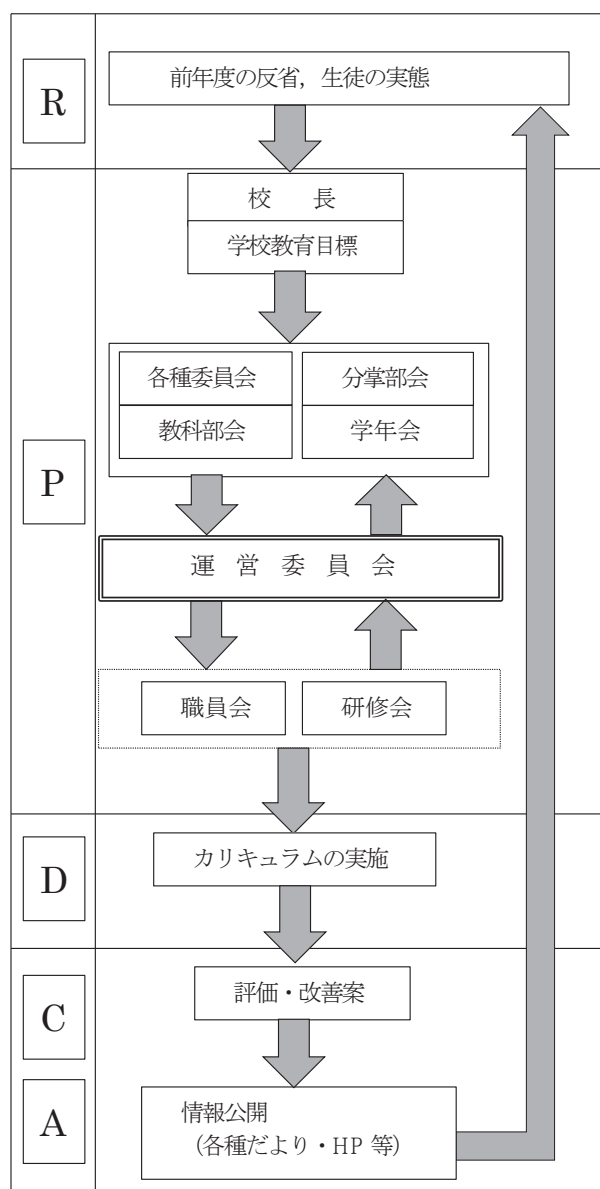 R
前年度の反省，生徒の実態
P
校　　長
学校教育目標
各種委員会
分掌部会
教科部会
学年会
運　営　委　員　会
職員会
研修会
D
カリキュラムの実施
C
評価・改善案
A
情報公開
（各種だより・HP 等）